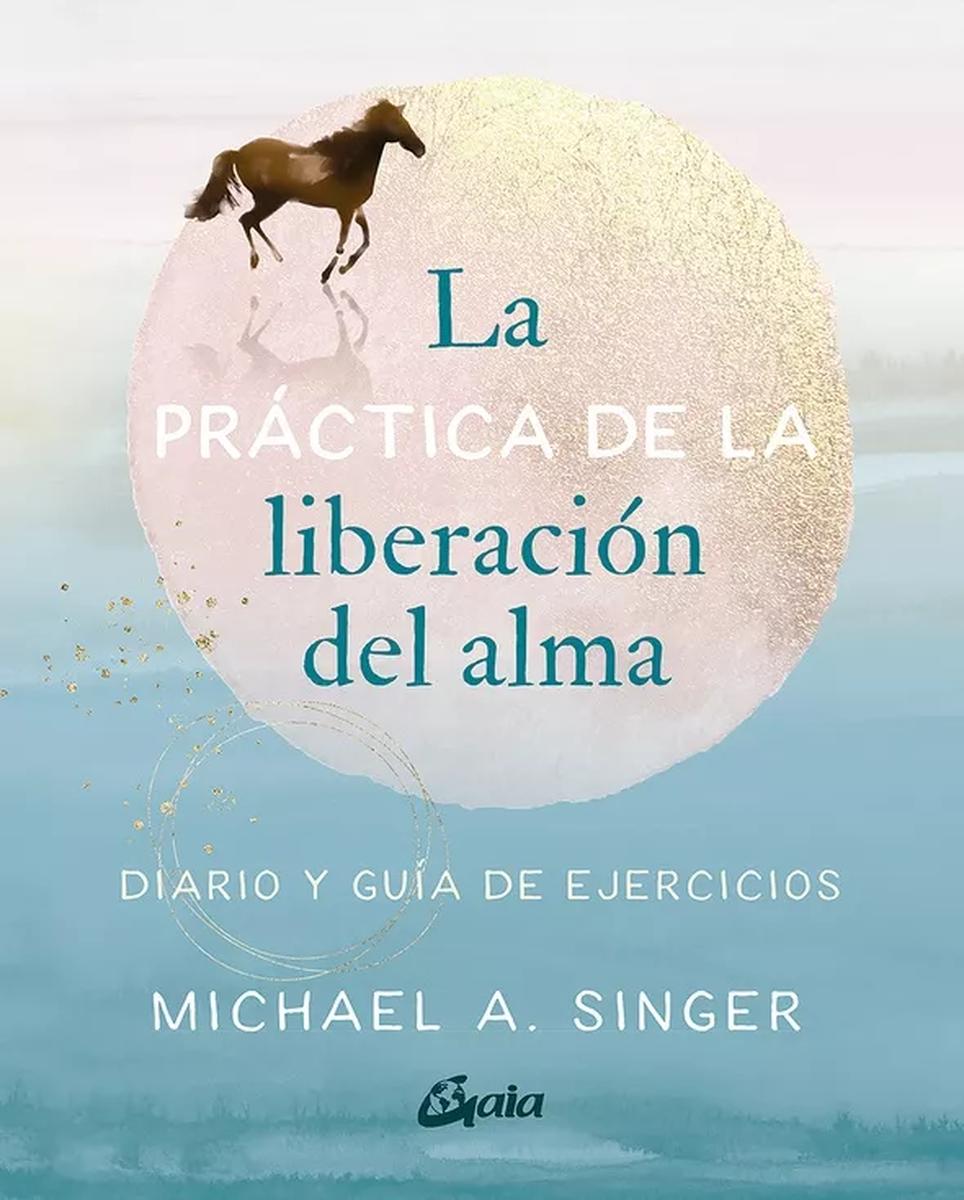 La
PRÁCTICA DE LA
liberación
del alma
DIARIO Y GUÍA DE EJERCICIOS
MICHAEL A. SINGER
Gaia